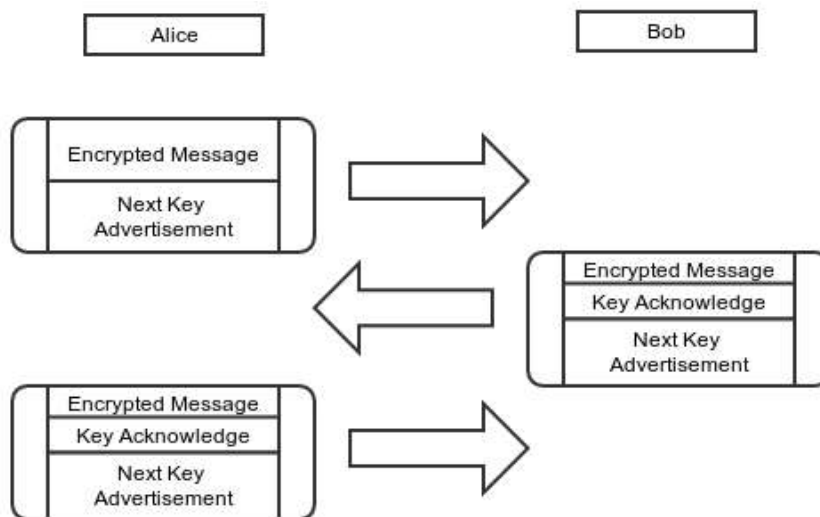 Alice
Bob
Encrypted Message
Next Key
Advertisement
Encrypted Message
Key Acknowledge
Next Key
Advertisement
Encrypted Message
Key Acknowledge
Next Key
Advertisement